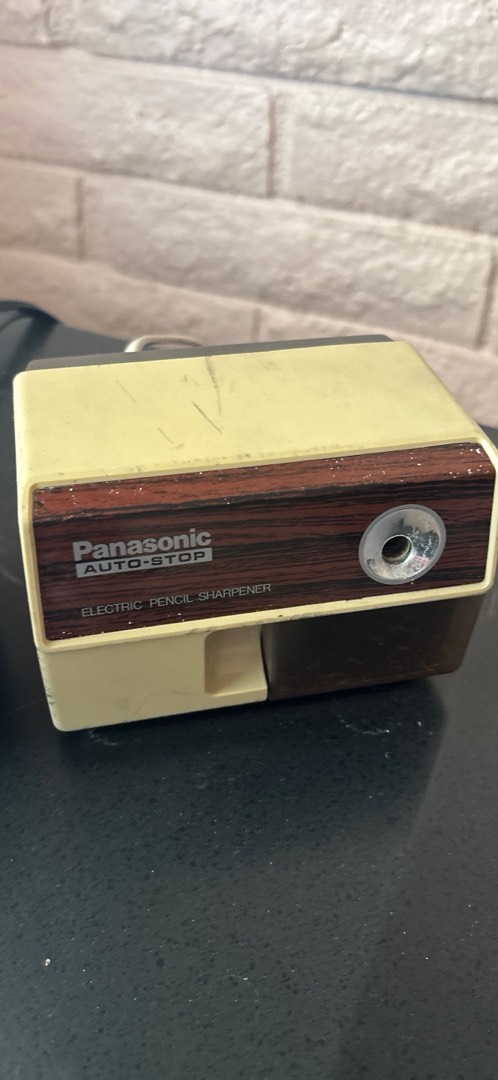 Panasonic
AUTO-STOP
ELECTRIC PENCIL SHARPENER